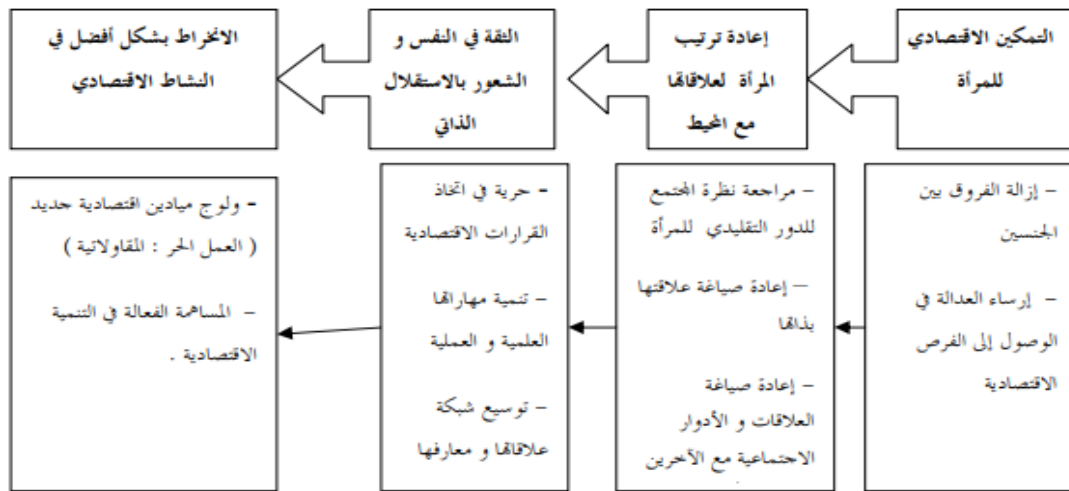 التمكين الاقتصادي
للمرأة
إعادة ترتيب
المرأة لعلاقاتها
مع المحيط
الثقة في النفس و
الشعور بالاستقلال
الذاتي
الانخراط بشكل أفضل في
النشاط الاقتصادي
– إزالة الفروق بين
الجنسين
– إرساء العدالة في
الوصول إلى الفرص
الاقتصادية
– مراجعة نظرة المجتمع
للدور التقليدي للمرأة
– إعادة صياغة علاقتها
بذاتها
– إعادة صياغة
العلاقات و الأدوار
الاجتماعية مع الآخرين
- حرية في اتخاذ
القرارات الاقتصادية
– تنمية مهاراتها
العلمية و العملية
– توسيع شبكة
علاقاتها و معارفها
- ولوج ميادين اقتصادية جديد
( العمل الحر : المقاولاتية )
– المساهمة الفعالة في التنمية
الاقتصادية .